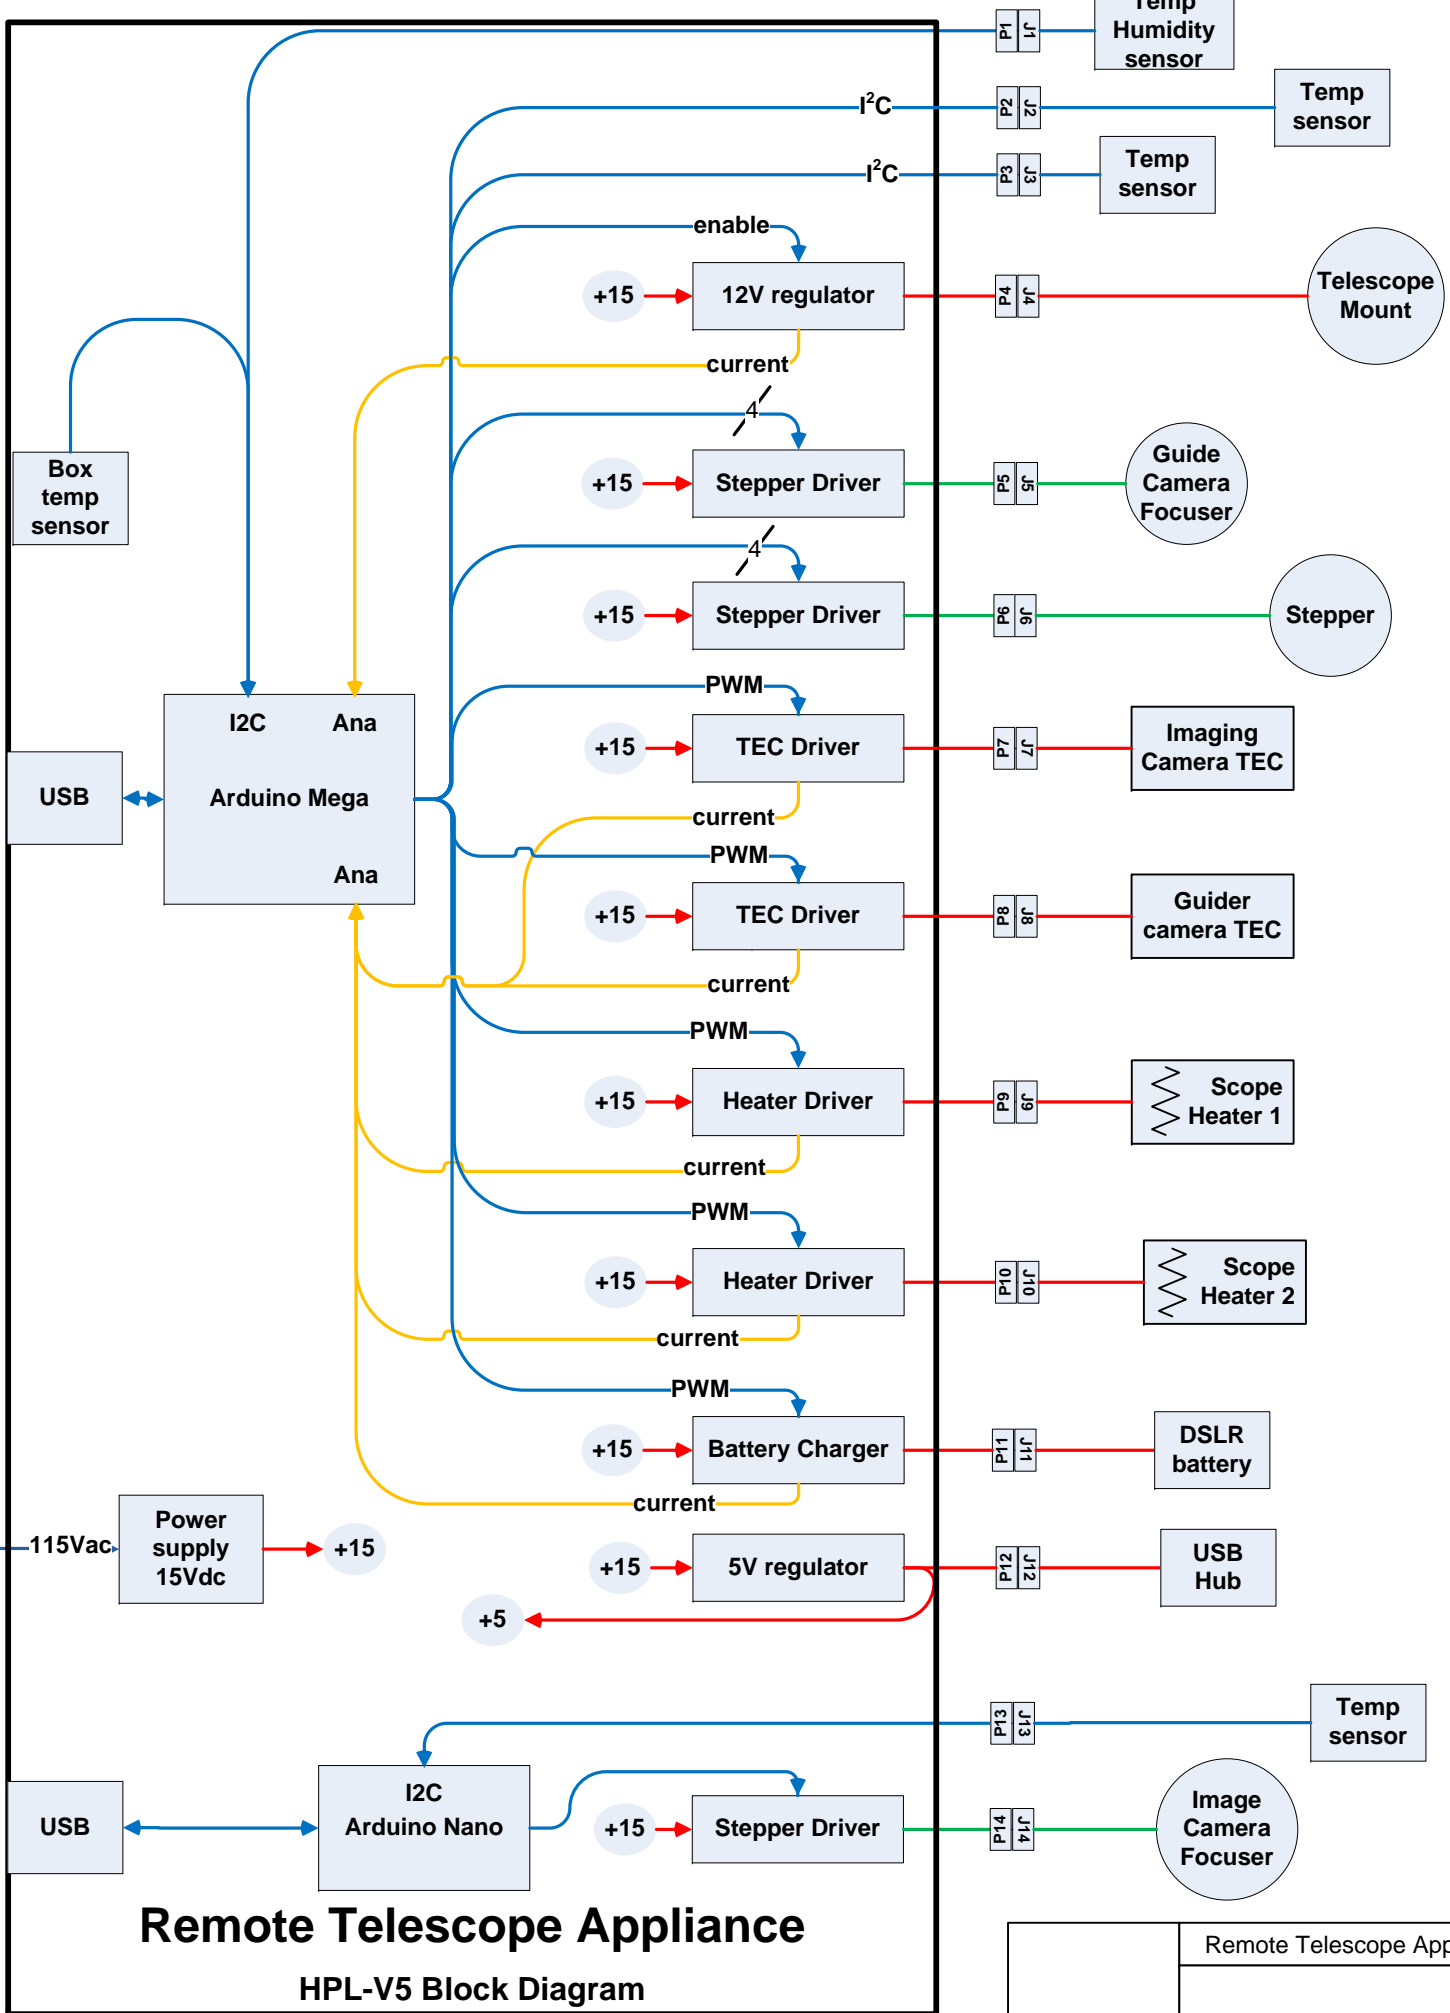 Temp
Humidity
sensor
P1
J1
I²C
P2
J2
Temp
sensor
I²C
P3
J3
Temp
sensor
enable
+15
12V regulator
P4
J4
Telescope
Mount
current
4
+15
Stepper Driver
P5
J5
Guide
Camera
Focuser
Box
temp
sensor
4
+15
Stepper Driver
P6
J6
Stepper
PWM
+15
TEC Driver
P7
J7
Imaging
Camera TEC
I2C
Ana
USB
Arduino Mega
Ana
current
PWM
+15
TEC Driver
P8
J8
Guider
camera TEC
current
PWM
+15
Heater Driver
P9
J9
Scope
Heater 1
current
PWM
+15
Heater Driver
P10
J10
Scope
Heater 2
current
PWM
+15
Battery Charger
P11
J11
DSLR
battery
current
115Vac
Power
supply
15Vdc
+15
+15
5V regulator
P12
J12
USB
Hub
+5
P13
J13
Temp
sensor
USB
I2C
Arduino Nano
+15
Stepper Driver
P14
J14
Image
Camera
Focuser
Remote Telescope Appliance
HPL-V5 Block Diagram
Remote Telescope App